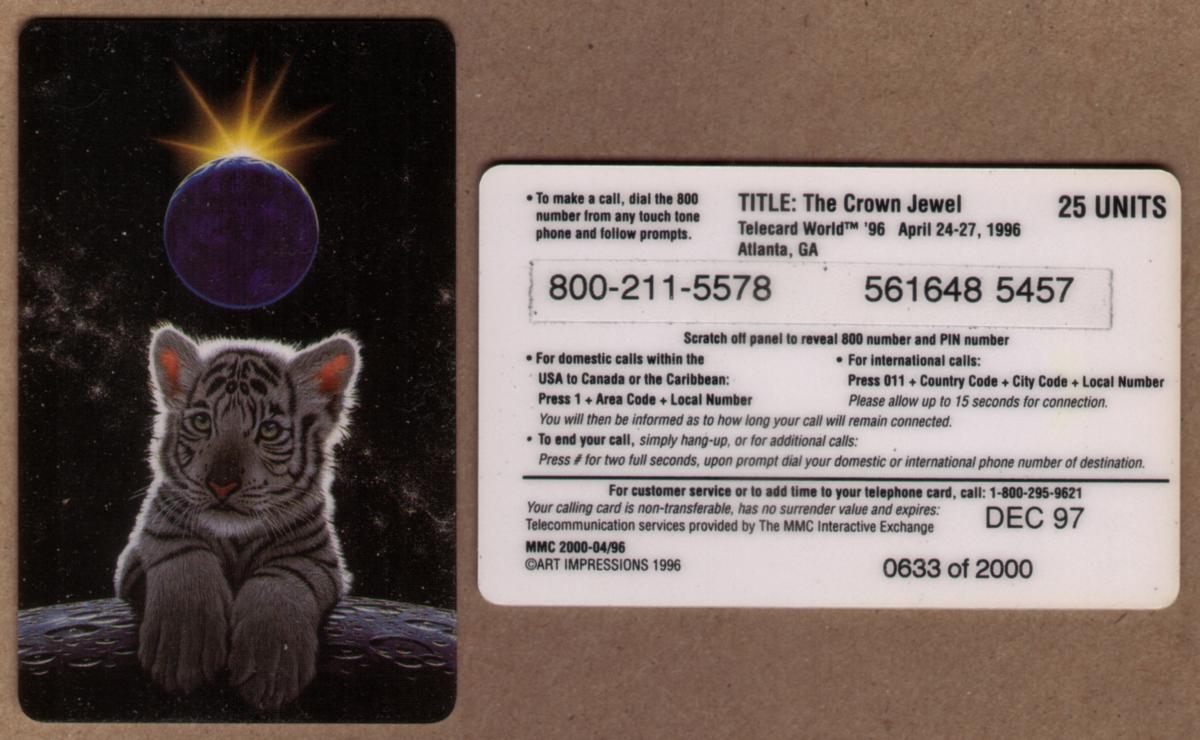 • To make a call, dial the 800
number from any touch tone
phone and follow prompts.
TITLE: The Crown Jewel
Telecard World™ '96 April 24-27, 1996
Atlanta, GA
25 UNITS
800-211-5578 561648 5457
Scratch off panel to reveal 800 number and PIN number
• For domestic calls within the
USA to Canada or the Caribbean:
Press 1 + Area Code + Local Number
• For international calls:
Press 011 + Country Code + City Code + Local Number
Please allow up to 15 seconds for connection.
You will then be informed as to how long your call will remain connected.
• To end your call, simply hang-up, or for additional calls:
Press # for two full seconds, upon prompt dial your domestic or international phone number of destination.
For customer service or to add time to your telephone card, call: 1-800-295-9621
Your calling card is non-transferable, has no surrender value and expires:
DEC 97
Telecommunication services provided by The MMC Interactive Exchange
MMC 2000-04/96
©ART IMPRESSIONS 1996
0633 of 2000